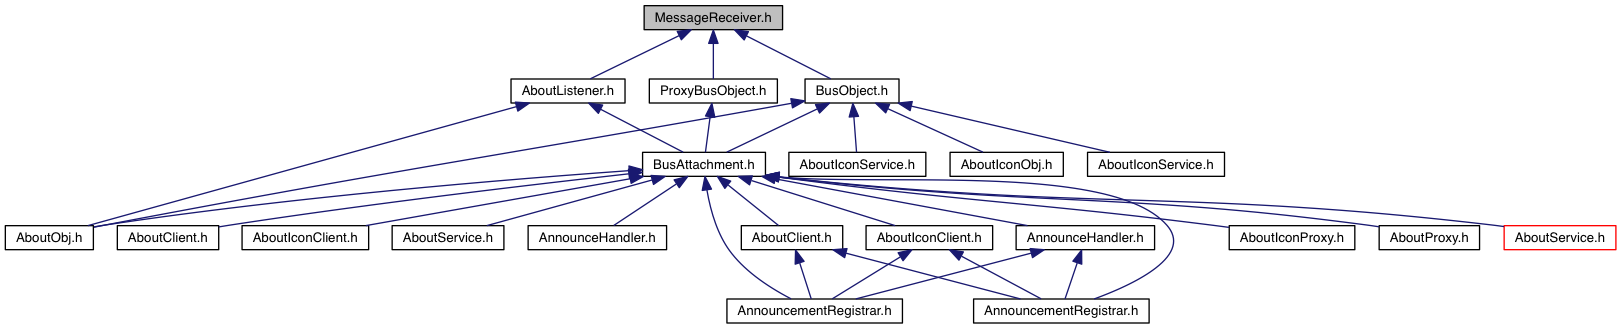 MessageReceiver.h
AboutListener.h
ProxyBusObject.h
BusObject.h
BusAttachment.h
AboutIconService.h
AboutIconObj.h
AboutIconService.h
AboutObj.h
AboutClient.h
AboutIconClient.h
AboutService.h
AnnounceHandler.h
AboutClient.h
AboutIconClient.h
AnnounceHandler.h
AboutIconProxy.h
AboutProxy.h
AboutService.h
AnnouncementRegistrar.h
AnnouncementRegistrar.h